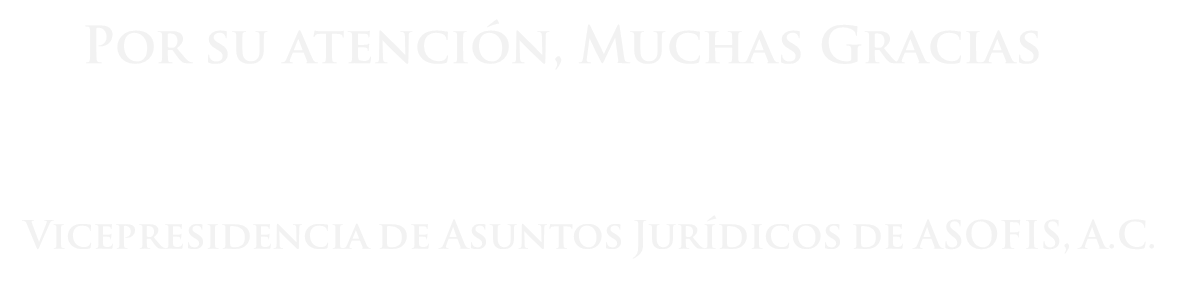 Por su atención, Muchas Gracias
Vicepresidencia de Asuntos Jurídicos de ASOFIS, A.C.